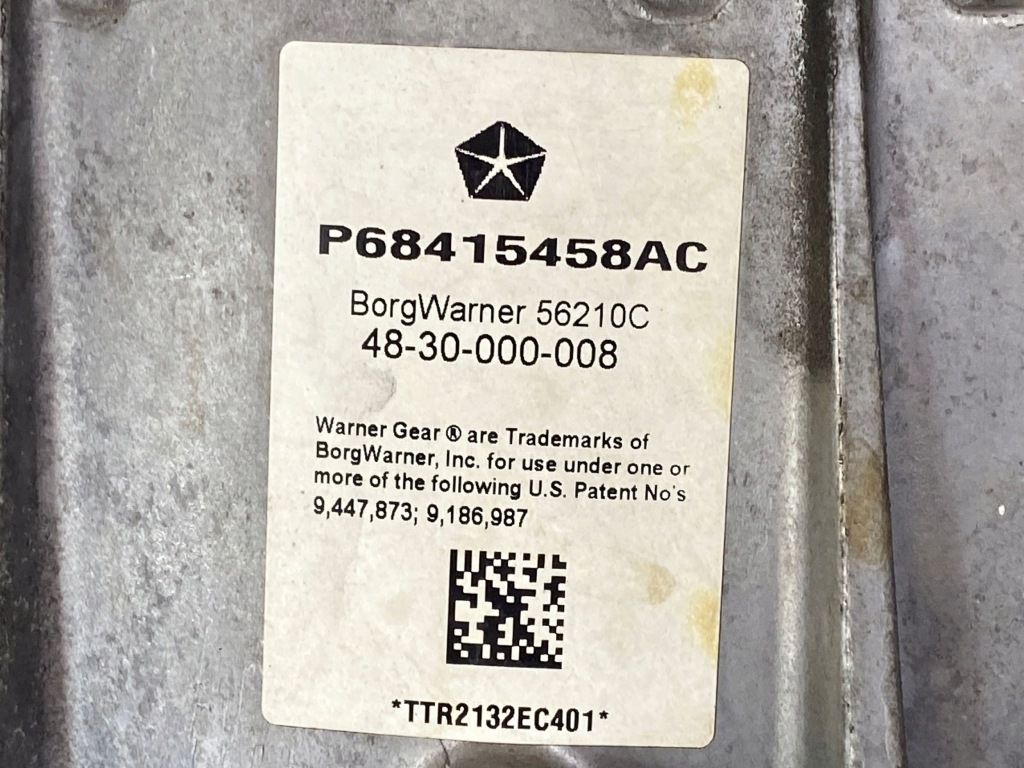 P68415458AC
BorgWarner 56210C
48-30-000-008
Warner Gear ® are Trademarks of
BorgWarner, Inc. for use under one or
more of the following U.S. Patent No's
9,447,873; 9,186,987
*TTR2132EC401*